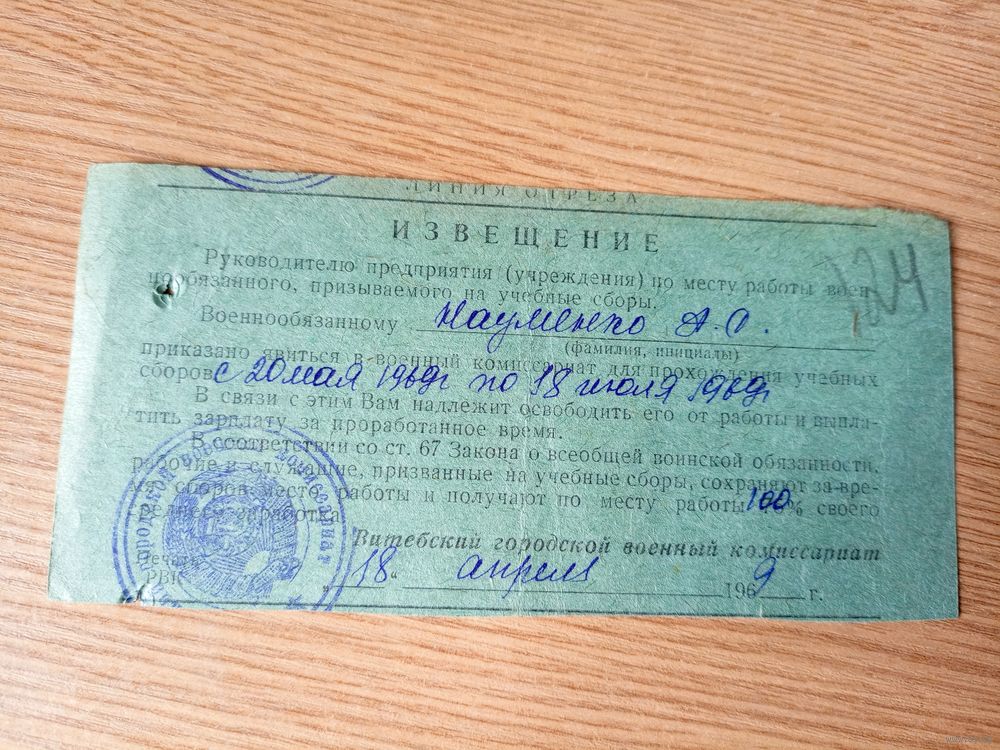 ЛИНИЯ ОТРЕЗА
ИЗВЕЩЕНИЕ
124
Руководителю предприятия (учреждения) по месту работы воен-
нообязанного, призываемого на учебные сборы.
Военнообязанному Науменко А. С.
(фамилия, инициалы)
приказано явиться в военный комиссариат для прохождения учебных
сборов с 20 мая 1969г по 18 июля 1969г
В связи с этим Вам надлежит освободить его от работы и выпла-
тить зарплату за проработанное время.
В соответствии со ст. 67 Закона о всеобщей воинской обязанности,
рабочие и служащие, призванные на учебные сборы, сохраняют за вре-
мя сборов место работы и получают по месту работы 100% своего
среднего заработка
Витебский городской военный комиссариат
Печать
РВК
„18“ апреля 1969 г.